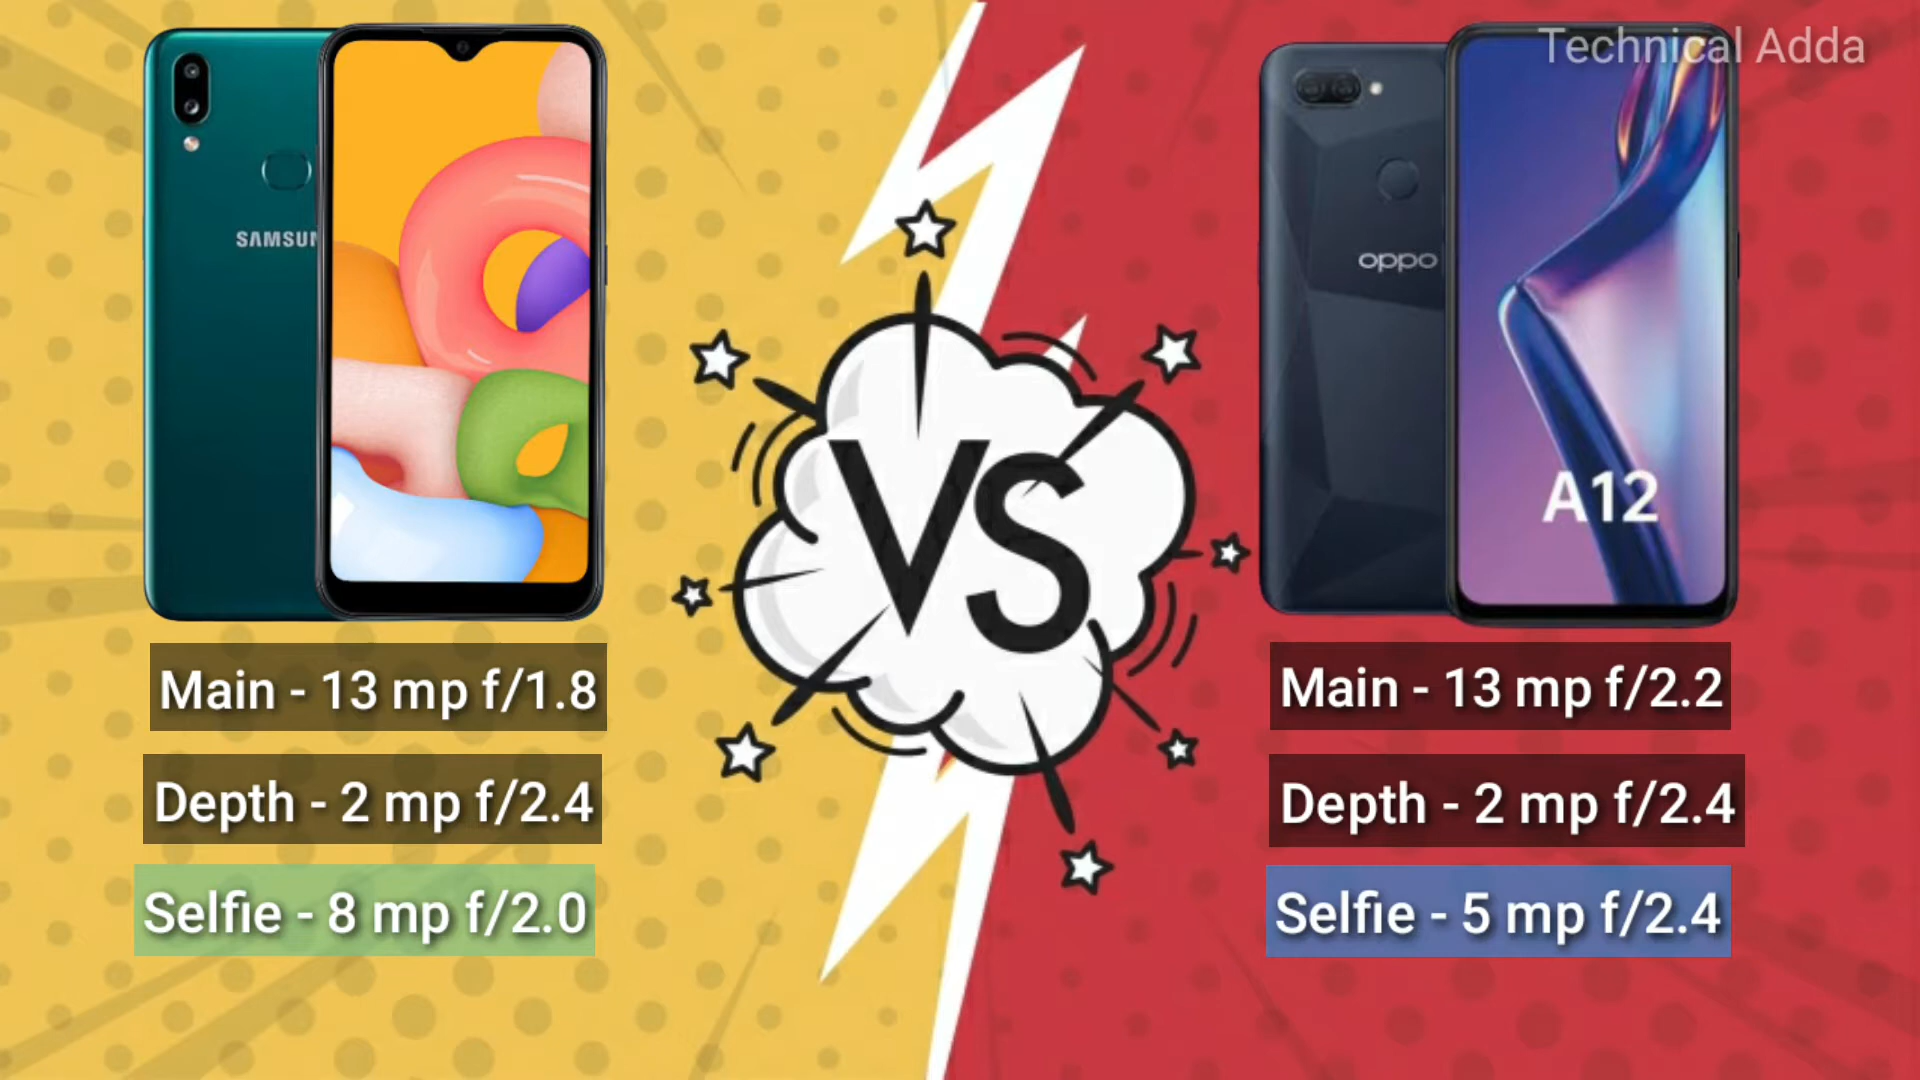 Technical Adda
SAMSUN
oppo
A12
VS
Main - 13 mp f/1.8
Depth - 2 mp f/2.4
Selfie - 8 mp f/2.0
Main - 13 mp f/2.2
Depth - 2 mp f/2.4
Selfie - 5 mp f/2.4